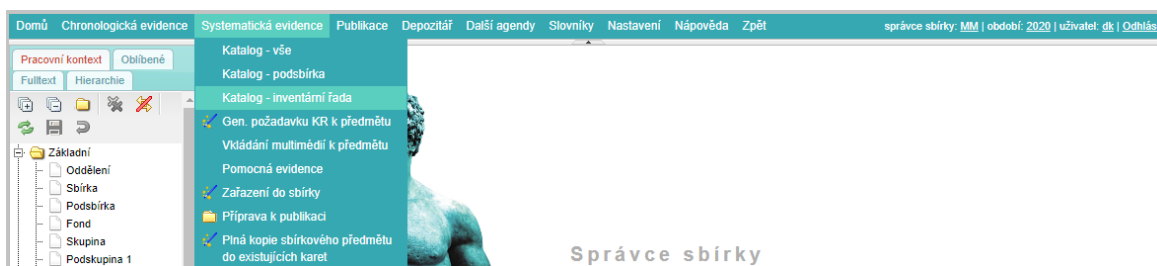 Domů Chronologická evidence Systematická evidence Publikace Depozitář Další agendy Slovníky Nastavení Nápověda Zpět správce sbírky: MM | období: 2020 | uživatel: dk | Odhlás
Pracovní kontext Oblíbené
Fulltext Hierarchie
Základní
Oddělení
Sbírka
Podsbírka
Fond
Skupina
Podskupina 1
Katalog - vše
Katalog - podsbírka
Katalog - inventární řada
Gen. požadavku KR k předmětu
Vkládání multimédií k předmětu
Pomocná evidence
Zařazení do sbírky
Příprava k publikaci
Plná kopie sbírkového předmětu
do existujících karet
Správce sbírky